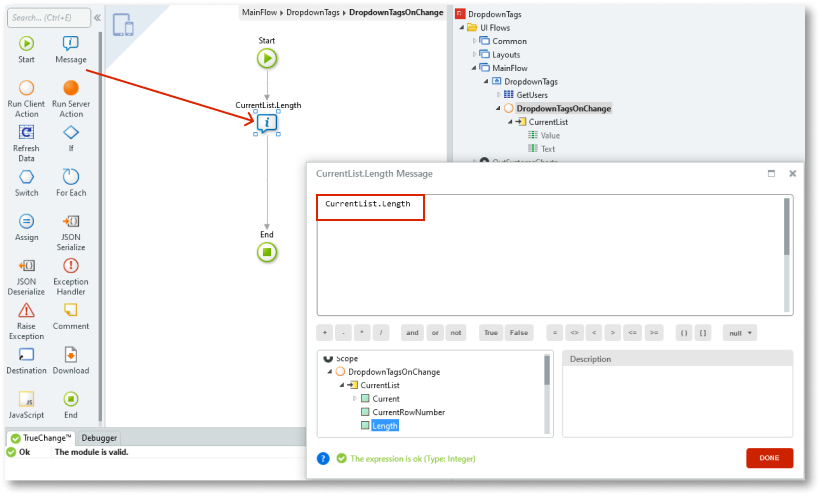 Search... (Ctrl+E)
Start
Message
Run Client
Action
Run Server
Action
Refresh
Data
If
Switch
For Each
Assign
JSON
Serialize
JSON
Deserialize
Exception
Handler
Raise
Exception
Comment
Destination
Download
JavaScript
End
MainFlow DropdownTags DropdownTagsOnChange
Start
CurrentList.Length
End
DropdownTags
UI Flows
Common
Layouts
MainFlow
DropdownTags
GetUsers
DropdownTagsOnChange
CurrentList
Value
Text
CurrentList.Length Message
CurrentList.Length
+ - * / and or not True False = <> < > <= >= ( ) [ ] null
Scope
DropdownTagsOnChange
CurrentList
Current
CurrentRowNumber
Length
Description
The expression is ok (Type: Integer)
DONE
TrueChange™ Debugger
Ok The module is valid.